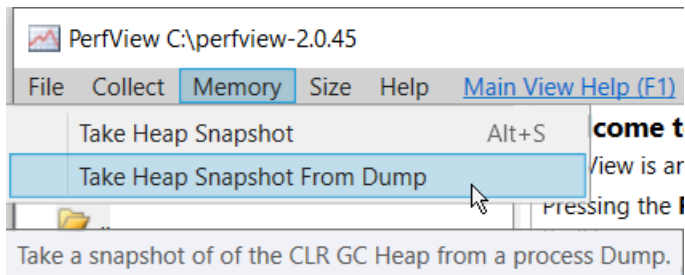 PerfView C:\perfview-2.0.45
File Collect Memory Size Help Main View Help (F1)
Take Heap Snapshot Alt+S
come t
Take Heap Snapshot From Dump
View is ar
Pressing the
Take a snapshot of of the CLR GC Heap from a process Dump.